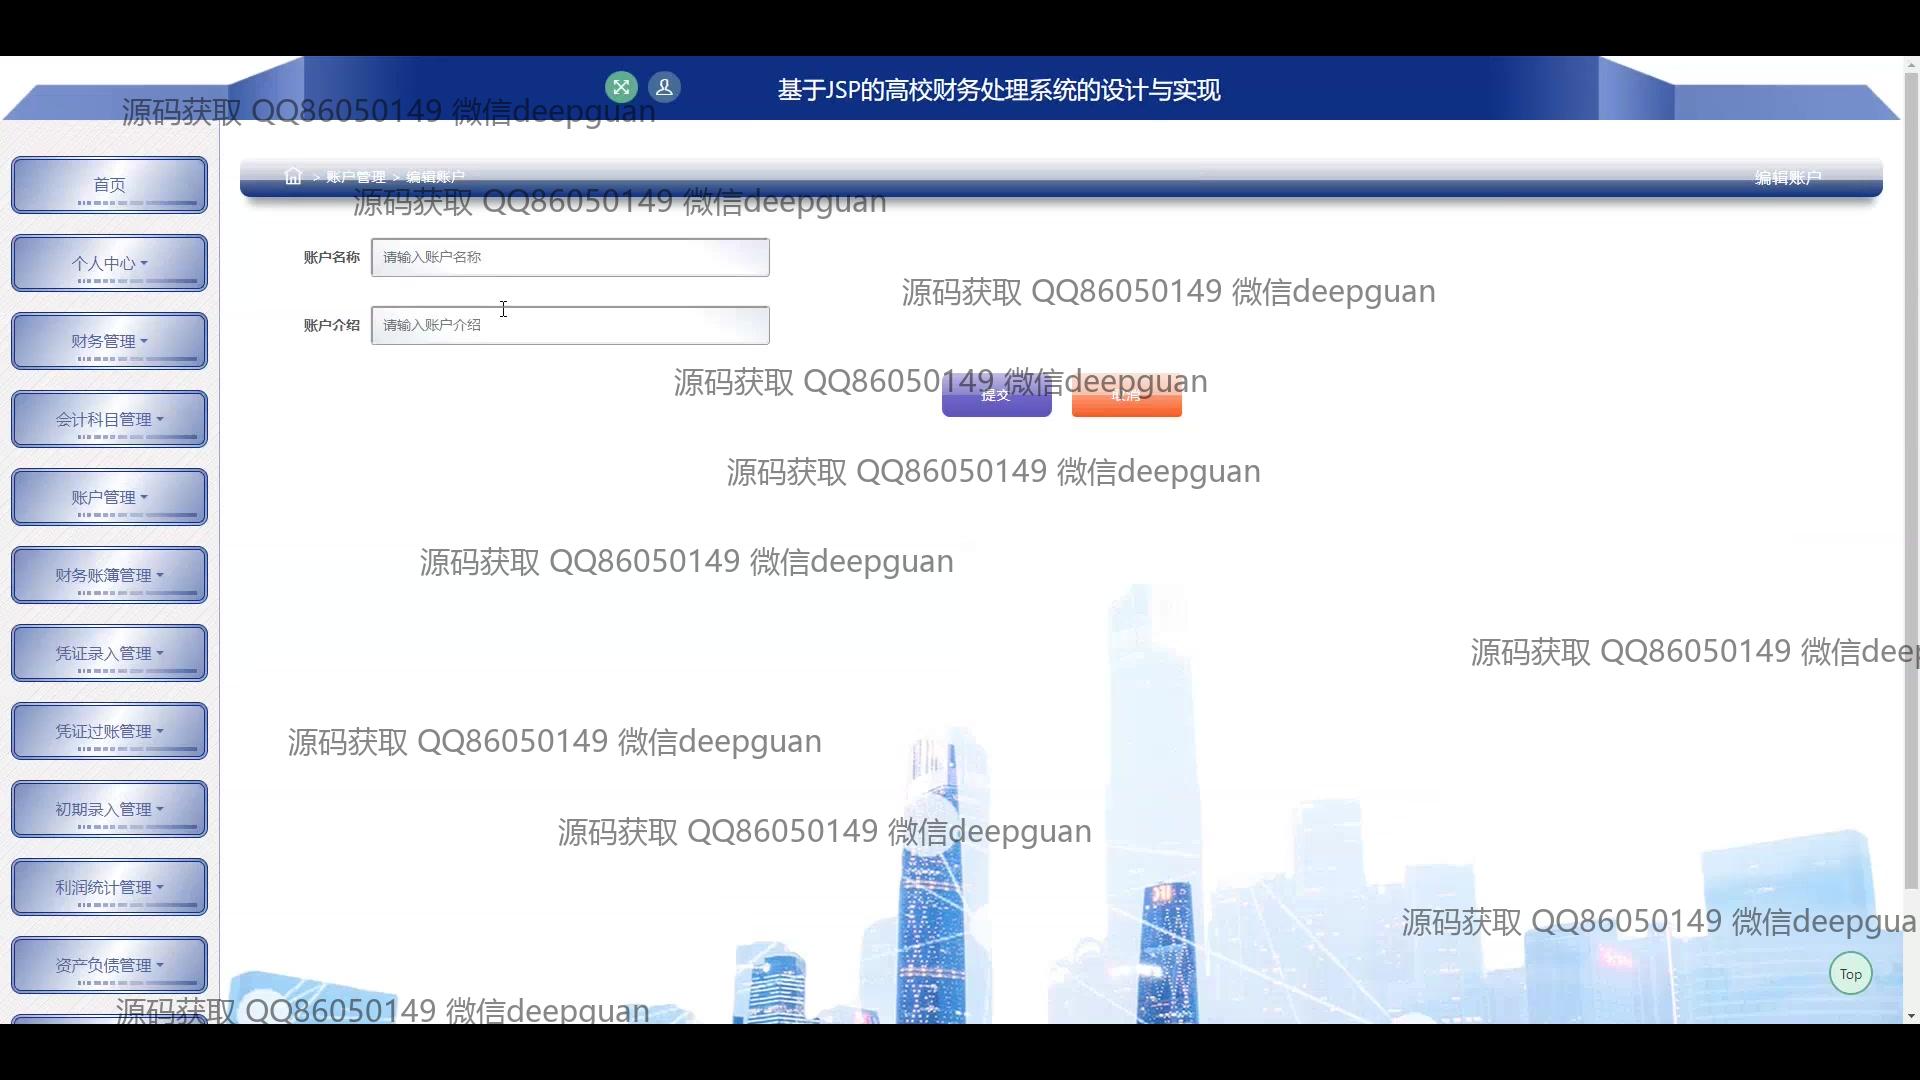 基于JSP的高校财务处理系统的设计与实现
源码获取 QQ86050149 微信deepguan
首页
> 账户管理 > 编辑账户
编辑账户
源码获取 QQ86050149 微信deepguan
账户名称 请输入账户名称
个人中心
源码获取 QQ86050149 微信deepguan
账户介绍 请输入账户介绍
财务管理
源码获取 QQ86050149 微信deepguan
提交 取消
会计科目管理
源码获取 QQ86050149 微信deepguan
账户管理
源码获取 QQ86050149 微信deepguan
财务账簿管理
源码获取 QQ86050149 微信deep
凭证录入管理
凭证过账管理
源码获取 QQ86050149 微信deepguan
初期录入管理
源码获取 QQ86050149 微信deepguan
利润统计管理
源码获取 QQ86050149 微信deepgua
资产负债管理
Top
源码获取 QQ86050149 微信deepguan